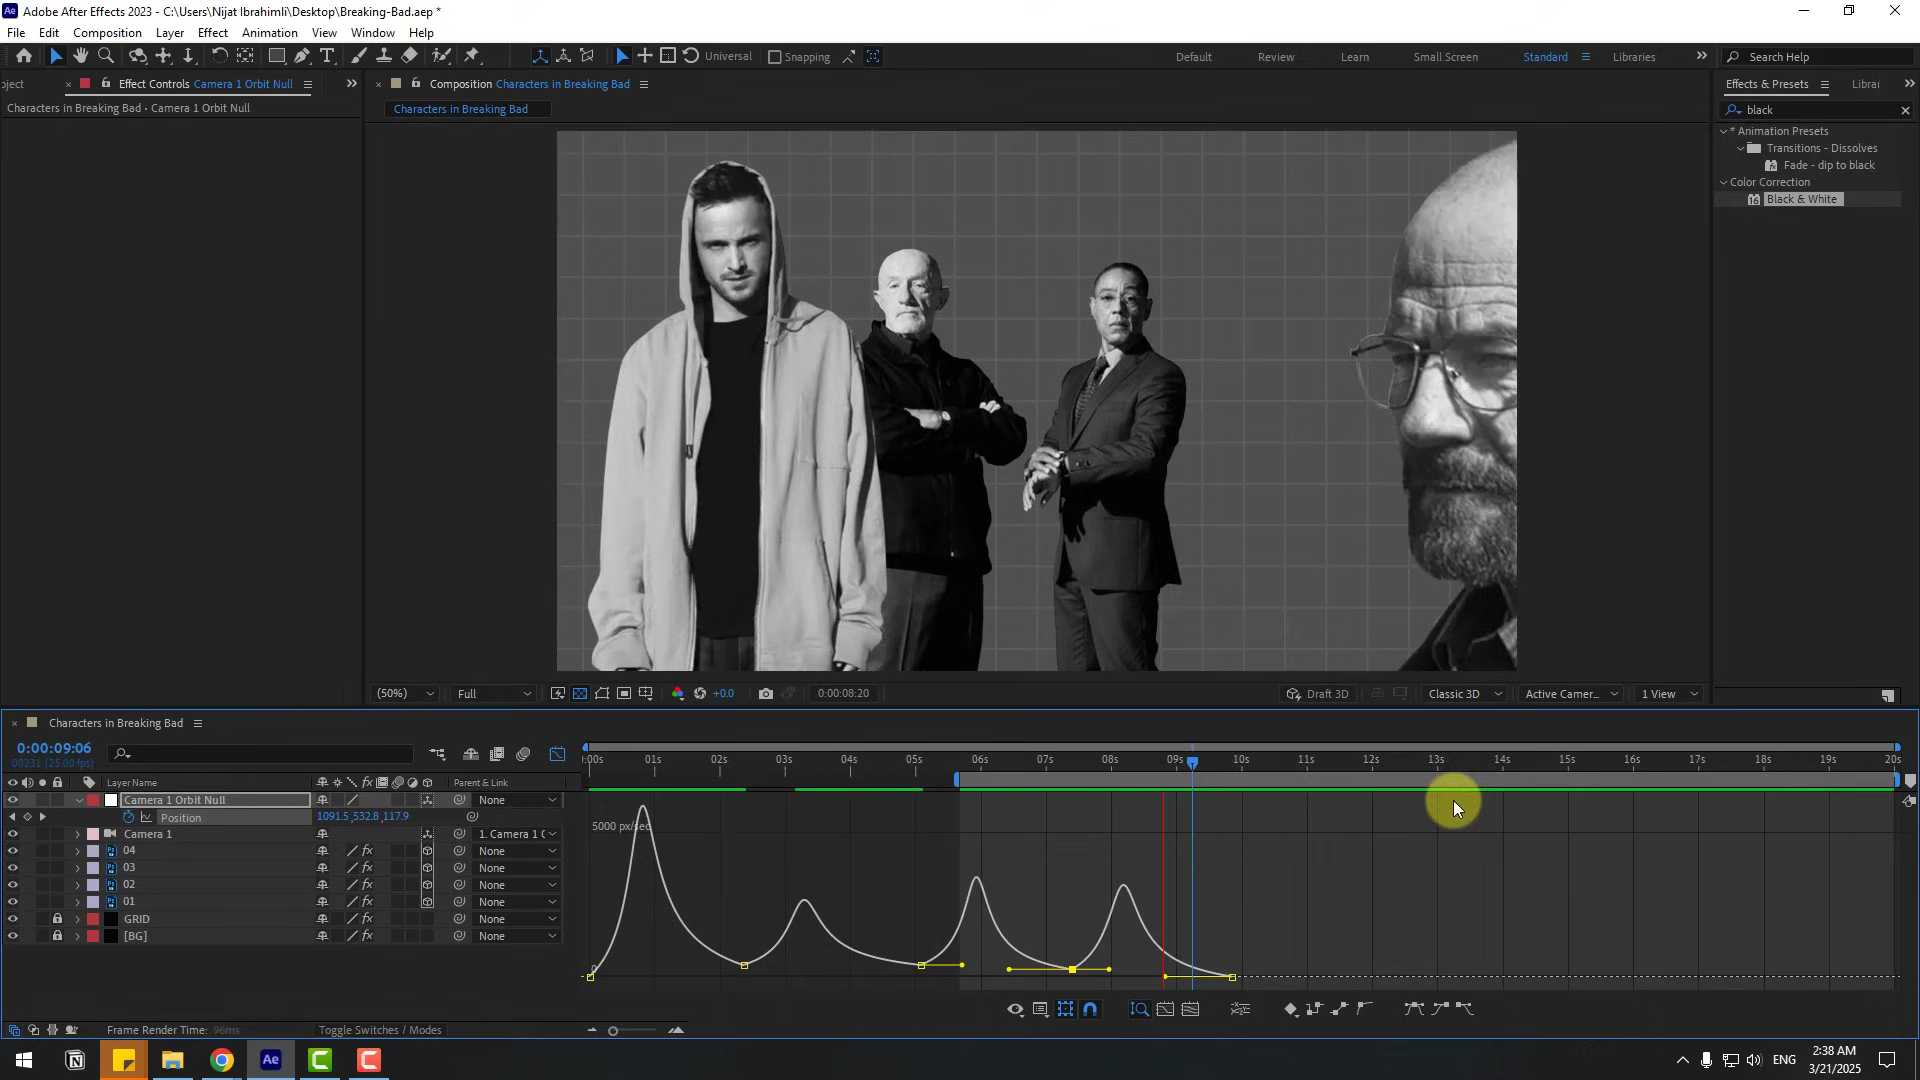 Adobe After Effects 2023 - C:\Users\Nijat Ibrahimli\Desktop\Breaking-Bad.aep *
File Edit Composition Layer Effect Animation View Window Help
Universal Snapping Default Review Learn Small Screen Standard Libraries Search Help
oject Effect Controls Camera 1 Orbit Null
Composition Characters in Breaking Bad
Effects & Presets Librar
Characters in Breaking Bad • Camera 1 Orbit Null
Characters in Breaking Bad
black
* Animation Presets
Transitions - Dissolves
Fade - dip to black
Color Correction
Black & White
(50%) Full +0.0 0:00:08:20 Draft 3D Classic 3D Active Camer... 1 View
Characters in Breaking Bad
0:00:09:06
00231 (25.00 fps)
:00s 01s 02s 03s 04s 05s 06s 07s 08s 09s 10s 11s 12s 13s 14s 15s 16s 17s 18s 19s 20s
Layer Name Parent & Link
Camera 1 Orbit Null None
Position 1091.5,532.8,117.9
Camera 1 1. Camera 1 C
04 None
03 None
02 None
01 None
GRID None
[BG] None
5000 px/sec
0
Frame Render Time: 96ms Toggle Switches / Modes
ENG
2:38 AM
3/21/2025